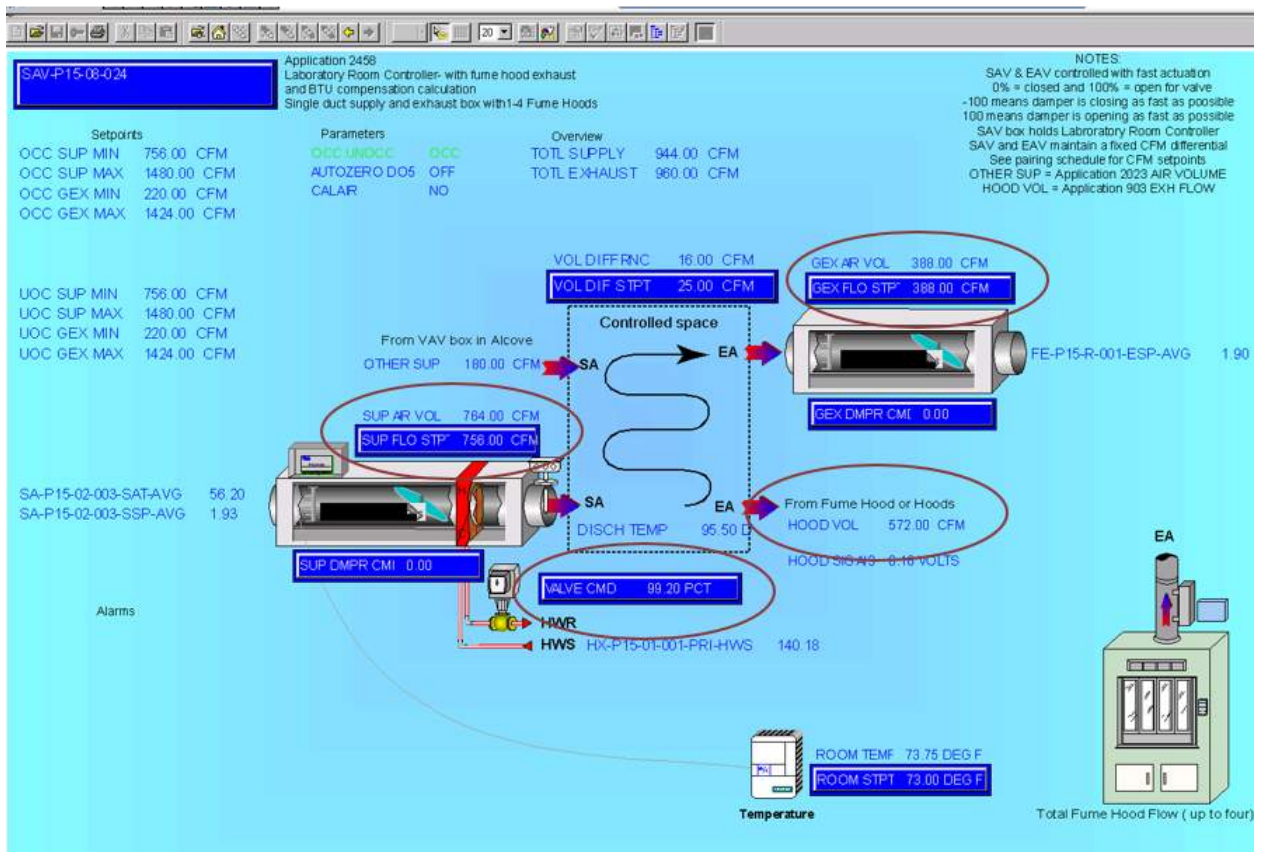 20
SAV-P15-08-024
Application 2458
Laboratory Room Controller- with fume hood exhaust
and BTU compensation calculation
Single duct supply and exhaust box with1-4 Fume Hoods
NOTES:
SAV & EAV controlled with fast actuation
0% = closed and 100% = open for valve
-100 means damper is closing as fast as poosible
100 means damper is opening as fast as possible
SAV box holds Labroratory Room Controller
SAV and EAV maintain a fixed CFM differential
See pairing schedule for CFM setpoints
OTHER SUP = Application 2023 AIR VOLUME
HOOD VOL = Application 903 EXH FLOW
Setpoints
OCC SUP MIN 756.00 CFM
OCC SUP MAX 1480.00 CFM
OCC GEX MIN 220.00 CFM
OCC GEX MAX 1424.00 CFM
Parameters
OCC.UNOCC OCC
AUTOZERO DO5 OFF
CALAIR NO
Overview
TOTL SUPPLY 944.00 CFM
TOTL EXHAUST 960.00 CFM
UOC SUP MIN 756.00 CFM
UOC SUP MAX 1480.00 CFM
UOC GEX MIN 220.00 CFM
UOC GEX MAX 1424.00 CFM
VOL DIFFRNC 16.00 CFM
VOL DIF STPT 25.00 CFM
GEX AIR VOL 388.00 CFM
GEX FLO STPT 388.00 CFM
Controlled space
From VAV box in Alcove
OTHER SUP 180.00 CFM
SA
EA
FE-P15-R-001-ESP-AVG 1.90
GEX DMPR CMI 0.00
SUP AIR VOL 764.00 CFM
SUP FLO STPT 756.00 CFM
SA-P15-02-003-SAT-AVG 56.20
SA-P15-02-003-SSP-AVG 1.93
SA
EA
DISCH TEMP 95.50 D
From Fume Hood or Hoods
HOOD VOL 572.00 CFM
HOOD SIG AI3 0.16 VOLTS
SUP DMPR CMI 0.00
VALVE CMD 99.20 PCT
HWR
HWS HX-P15-01-001-PRI-HWS 140.18
Alarms
EA
ROOM TEMF 73.75 DEG F
ROOM STPT 73.00 DEG F
Temperature
Total Fume Hood Flow ( up to four)